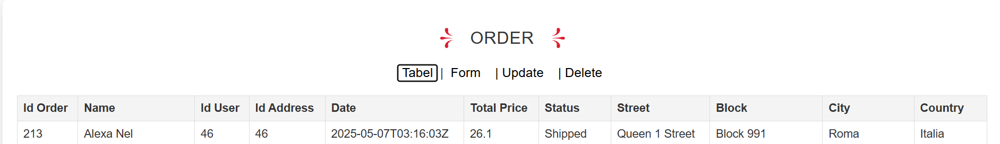 ORDER
Tabel | Form | Update | Delete
Id Order Name Id User Id Address Date Total Price Status Street Block City Country
213 Alexa Nel 46 46 2025-05-07T03:16:03Z 26.1 Shipped Queen 1 Street Block 991 Roma Italia